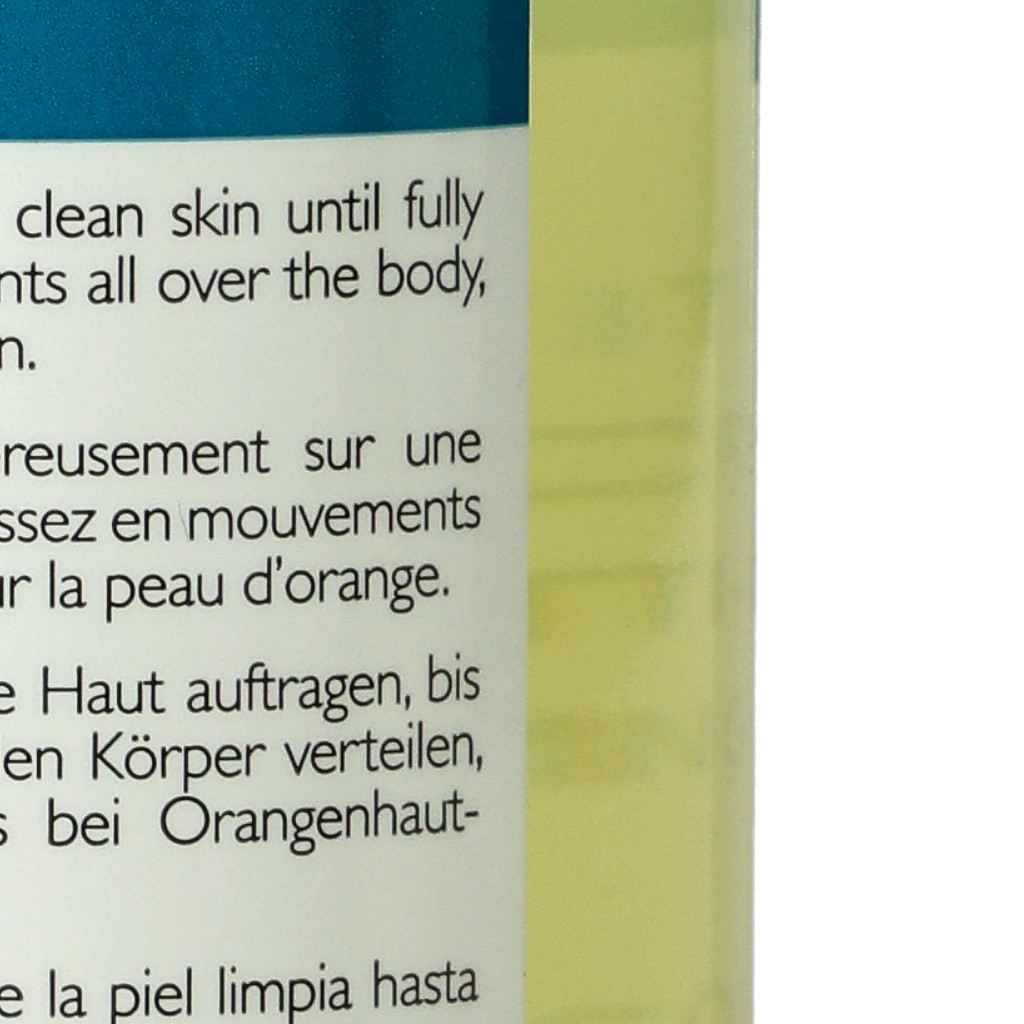 clean skin until fully
nts all over the body,
n.
reusement sur une
ssez en mouvements
ur la peau d'orange.
e Haut auftragen, bis
en Körper verteilen,
s bei Orangenhaut-
e la piel limpia hasta